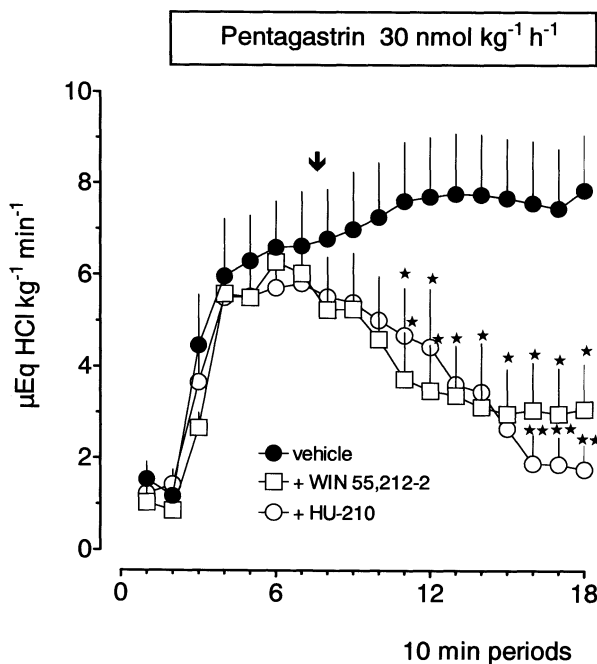 Pentagastrin 30 nmol kg⁻¹ h⁻¹
10
8
6
4
2
0
µEq HCl kg⁻¹ min⁻¹
vehicle
+ WIN 55,212-2
+ HU-210
0 6 12 18
10 min periods